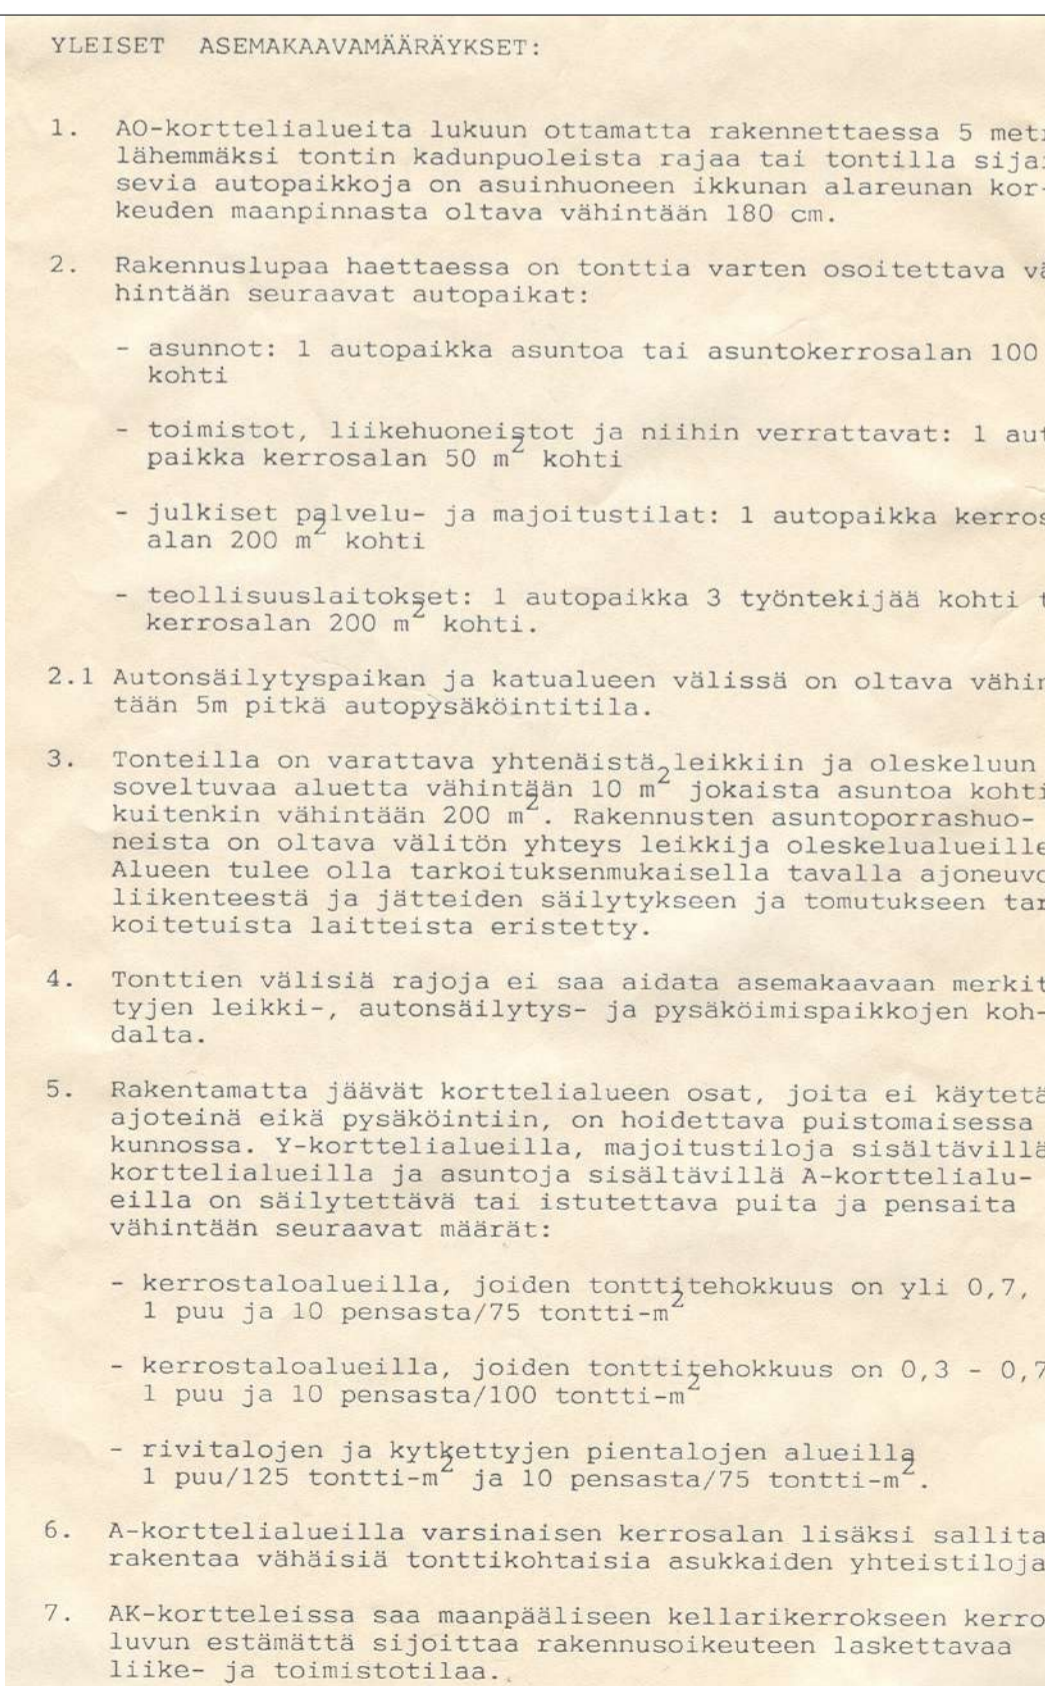 YLEISET ASEMAKAAVAMÄÄRÄYKSET:
1. AO-korttelialueita lukuun ottamatta rakennettaessa 5 met
lähemmäksi tontin kadunpuoleista rajaa tai tontilla sijai
sevia autopaikkoja on asuinhuoneen ikkunan alareunan kor-
keuden maanpinnasta oltava vähintään 180 cm.
2. Rakennuslupaa haettaessa on tonttia varten osoitettava vä
hintään seuraavat autopaikat:
- asunnot: 1 autopaikka asuntoa tai asuntokerrosalan 100
kohti
- toimistot, liikehuoneistot ja niihin verrattavat: 1 aut
paikka kerrosalan 50 m² kohti
- julkiset palvelu- ja majoitustilat: 1 autopaikka kerros
alan 200 m² kohti
- teollisuuslaitokset: 1 autopaikka 3 työntekijää kohti t
kerrosalan 200 m² kohti.
2.1 Autonsäilytyspaikan ja katualueen välissä on oltava vähin
tään 5m pitkä autopysäköintitila.
3. Tonteilla on varattava yhtenäistä leikkiin ja oleskeluun
soveltuvaa aluetta vähintään 10 m² jokaista asuntoa kohti
kuitenkin vähintään 200 m². Rakennusten asuntoporrashuo-
neista on oltava välitön yhteys leikkija oleskelualueille
Alueen tulee olla tarkoituksenmukaisella tavalla ajoneuvo
liikenteestä ja jätteiden säilytykseen ja tomutukseen tar
koitetuista laitteista eristetty.
4. Tonttien välisiä rajoja ei saa aidata asemakaavaan merkit
tyjen leikki-, autonsäilytys- ja pysäköimispaikkojen koh-
dalta.
5. Rakentamatta jäävät korttelialueen osat, joita ei käytetä
ajoteinä eikä pysäköintiin, on hoidettava puistomaisessa
kunnossa. Y-korttelialueilla, majoitustiloja sisältävillä
korttelialueilla ja asuntoja sisältävillä A-korttelialu-
eilla on säilytettävä tai istutettava puita ja pensaita
vähintään seuraavat määrät:
- kerrostaloalueilla, joiden tonttitehokkuus on yli 0,7,
1 puu ja 10 pensasta/75 tontti-m²
- kerrostaloalueilla, joiden tonttitehokkuus on 0,3 - 0,7
1 puu ja 10 pensasta/100 tontti-m²
- rivitalojen ja kytkettyjen pientalojen alueilla
1 puu/125 tontti-m² ja 10 pensasta/75 tontti-m².
6. A-korttelialueilla varsinaisen kerrosalan lisäksi sallita
rakentaa vähäisiä tonttikohtaisia asukkaiden yhteistiloja
7. AK-kortteleissa saa maanpääliseen kellarikerrokseen kerro
luvun estämättä sijoittaa rakennusoikeuteen laskettavaa
liike- ja toimistotilaa.